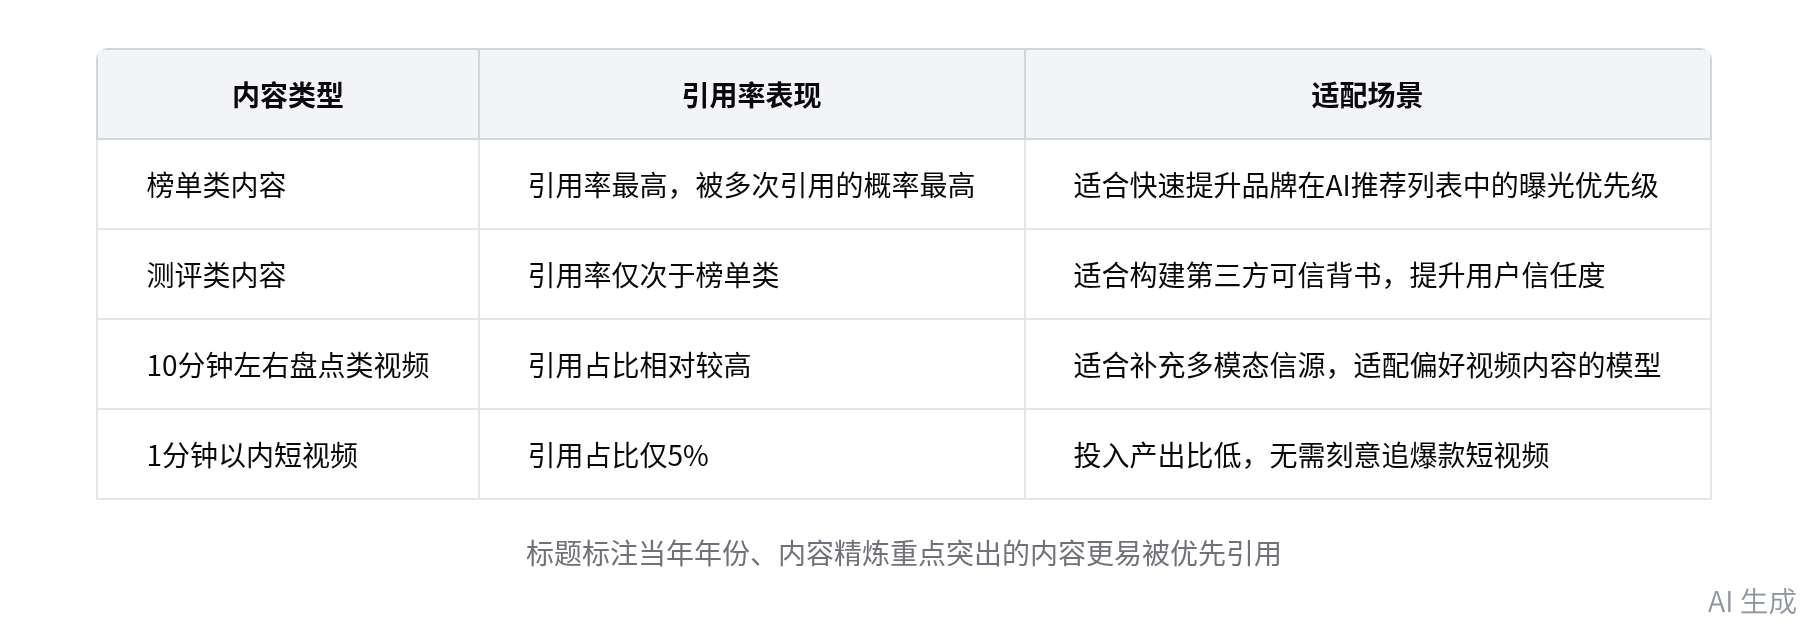 内容类型 引用率表现 适配场景
榜单类内容 引用率最高，被多次引用的概率最高 适合快速提升品牌在AI推荐列表中的曝光优先级
测评类内容 引用率仅次于榜单类 适合构建第三方可信背书，提升用户信任度
10分钟左右盘点类视频 引用占比相对较高 适合补充多模态信源，适配偏好视频内容的模型
1分钟以内短视频 引用占比仅5% 投入产出比低，无需刻意追爆款短视频
标题标注当年年份、内容精炼重点突出的内容更易被优先引用
AI 生成